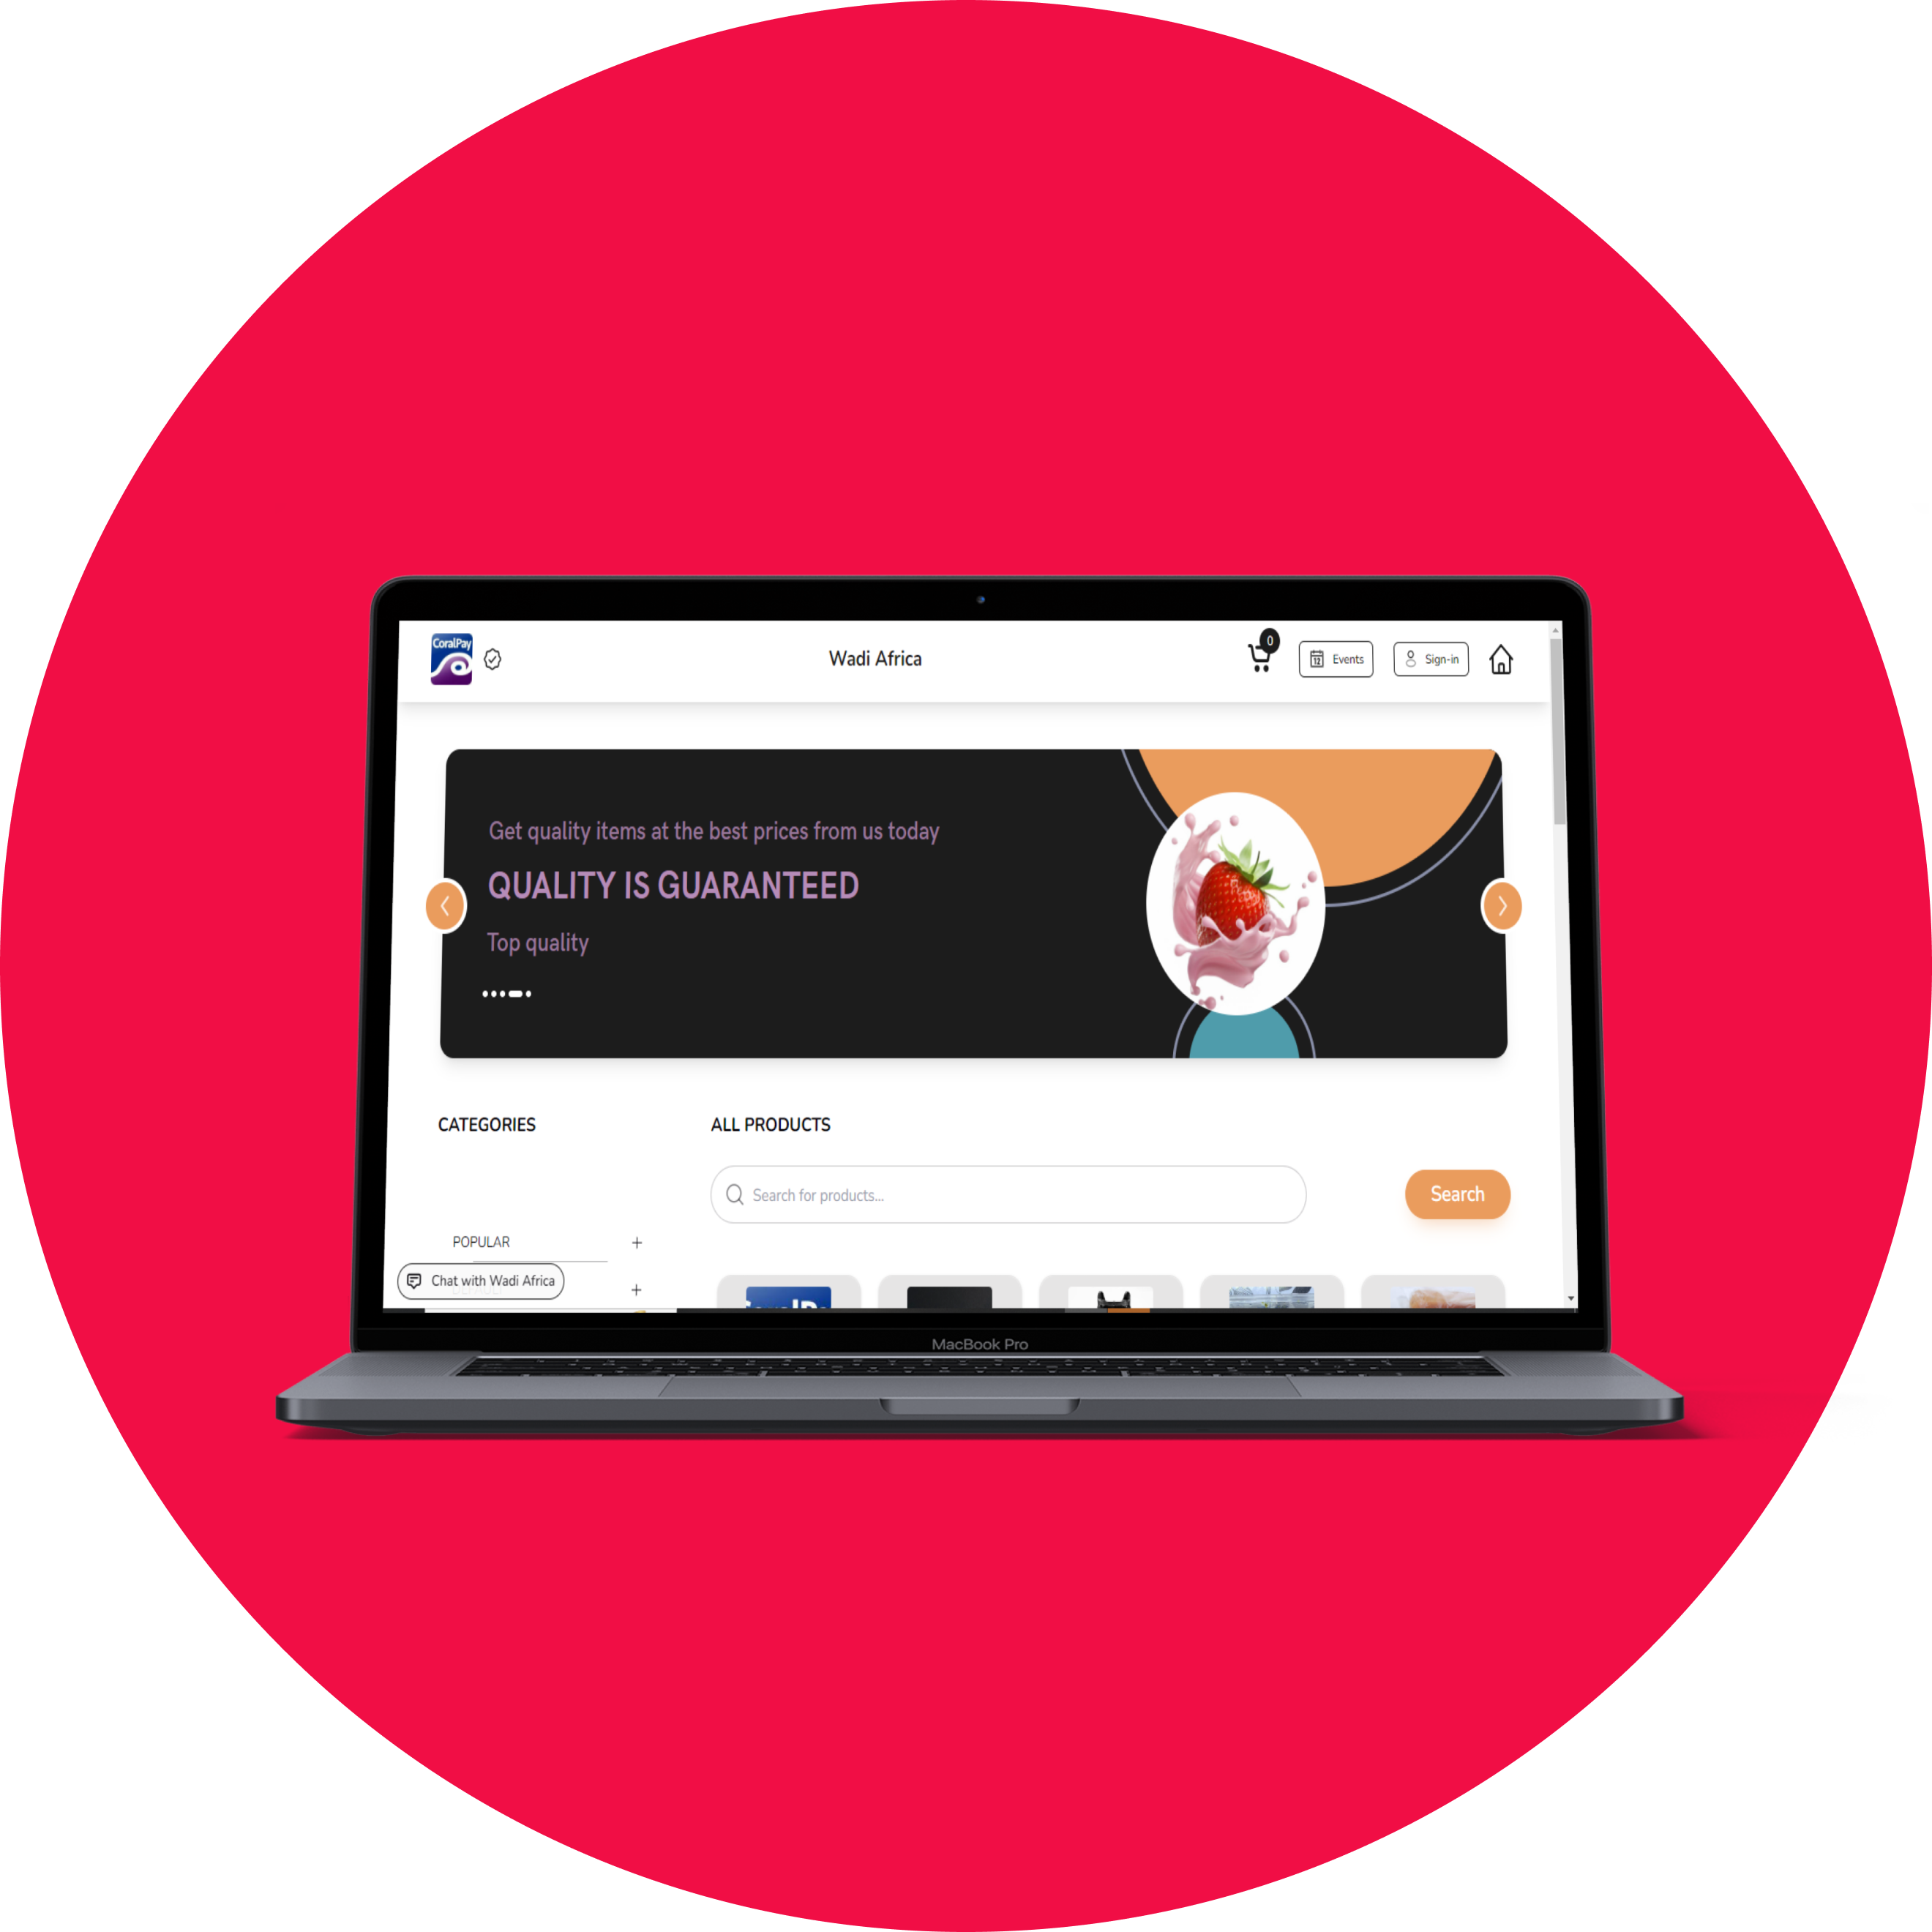 CoralPay
Wadi Africa
0
12
Events
Sign-in
Get quality items at the best prices from us today
QUALITY IS GUARANTEED
Top quality
CATEGORIES
ALL PRODUCTS
Search for products...
Search
POPULAR
Chat with Wadi Africa
MacBook Pro